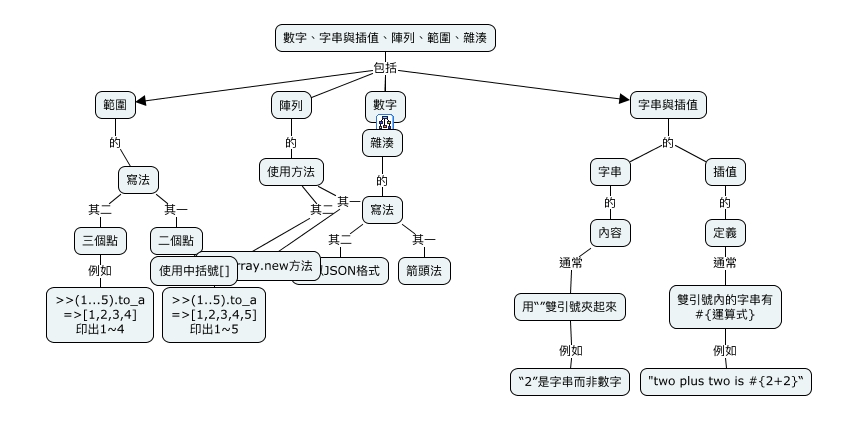 數字、字串與插值、陣列、範圍、雜湊
包括
範圍
陣列
數字
字串與插值
的
的
雜湊
的
寫法
使用方法
的
字串
插值
其二
其一
其二
其一
寫法
的
的
三個點
二個點
其二
其一
內容
定義
例如
使用中括號[]
rray.new方法
JSON格式
箭頭法
通常
通常
>>(1...5).to_a
=>[1,2,3,4]
印出1~4
>>(1..5).to_a
=>[1,2,3,4,5]
印出1~5
用“”雙引號夾起來
雙引號內的字串有
#{運算式}
例如
例如
“2”是字串而非數字
"two plus two is #{2+2}“